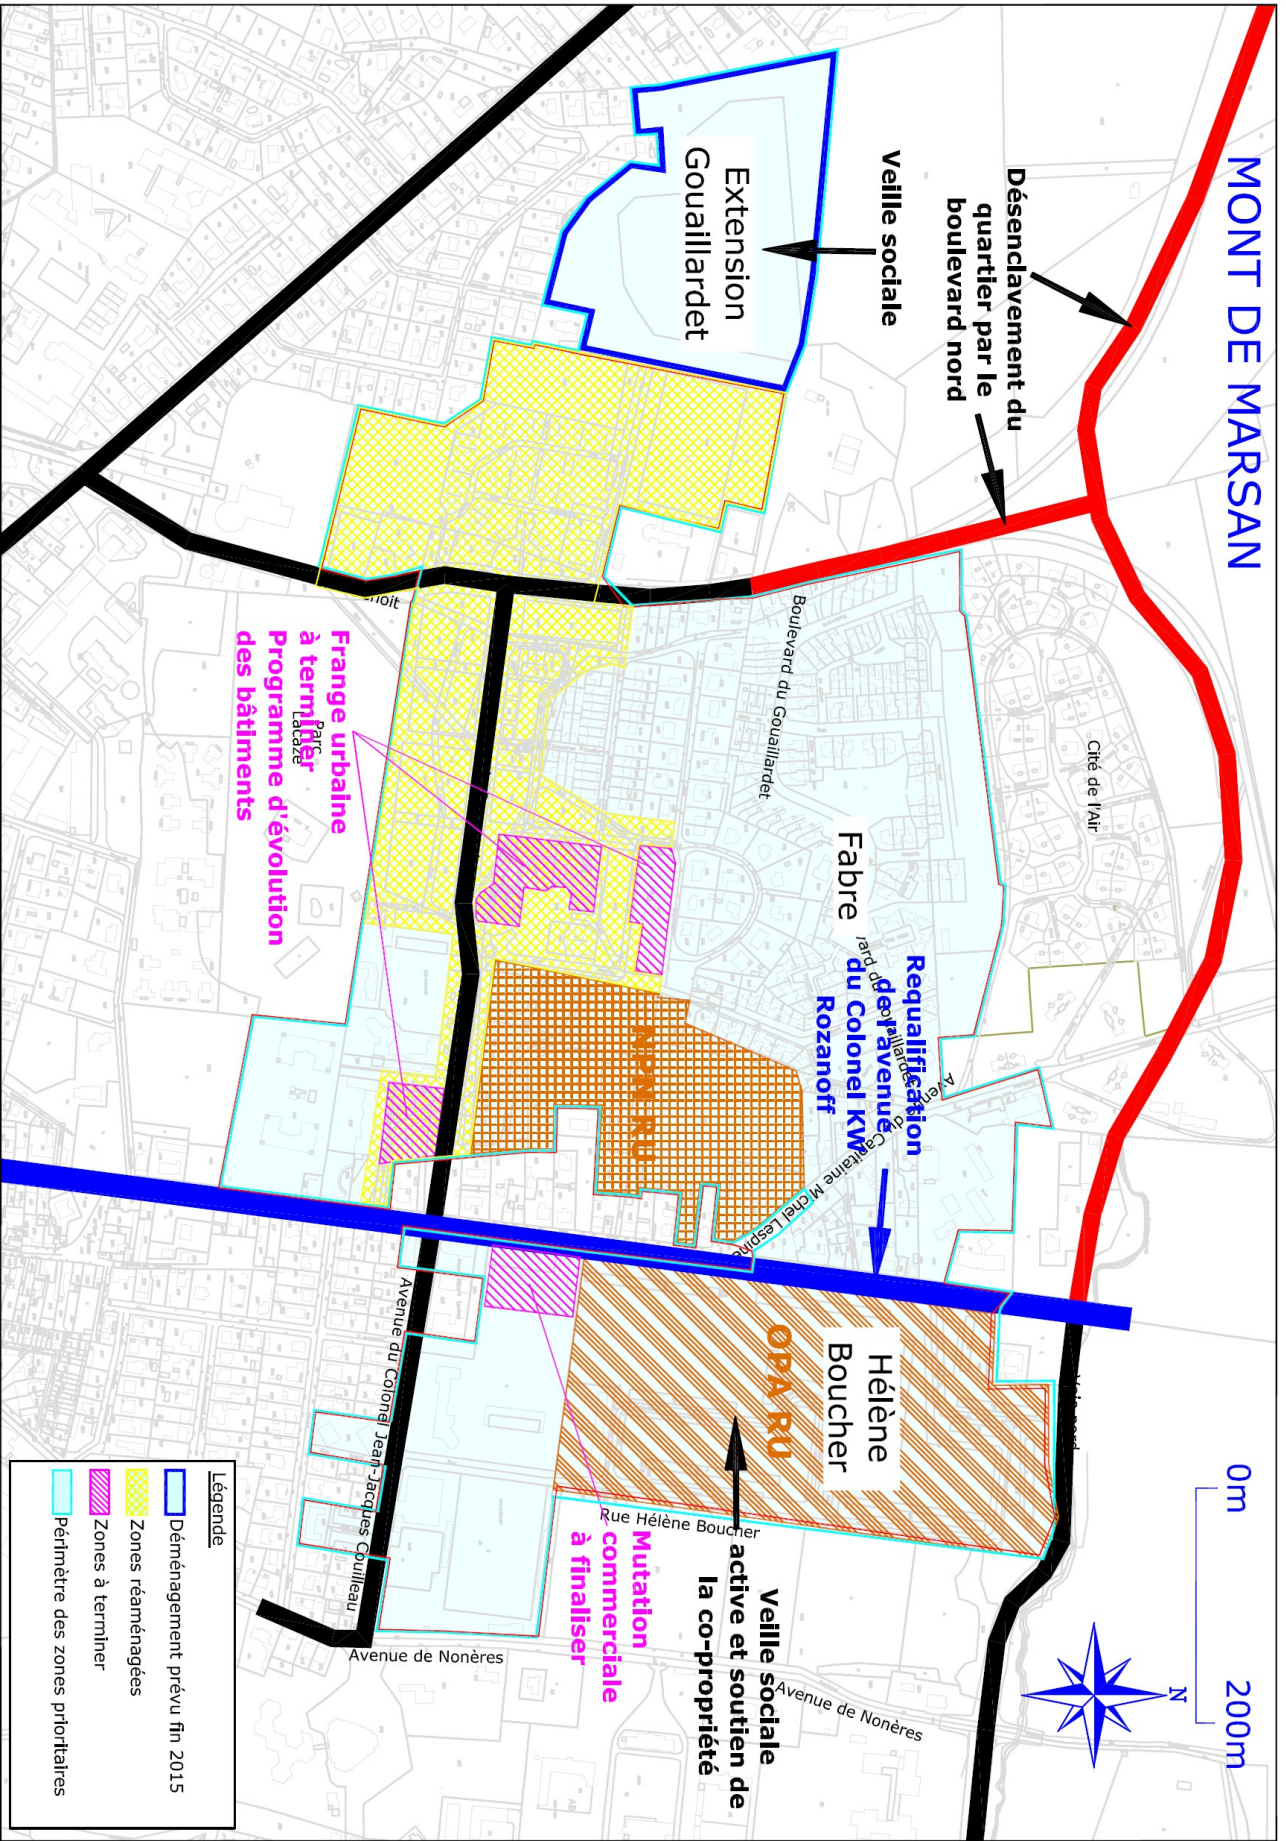 MONT DE MARSAN
0m
200m
N
Désenclavement du
quartier par le
boulevard nord
Veille sociale
Extension
Gouaillardet
Cité de l'Air
Boulevard du Gouaillardet
Fabre
Requalification
de l'avenue
du Colonel KW
Rozanoff
NPN RU
Hélène
Boucher
OPA RU
Rue Hélène Boucher
Veille sociale
active et soutien de
la co-propriété
Mutation
commerciale
à finaliser
Avenue de Nonères
Avenue de Nonères
Avenue du Colonel Jean-Jacques Couilleau
Frange urbaine
à terminer
Programme d'évolution
des bâtiments
Parc
Lacaze
Légende
Déménagement prévu fin 2015
Zones réaménagées
Zones à terminer
Périmètre des zones prioritaires